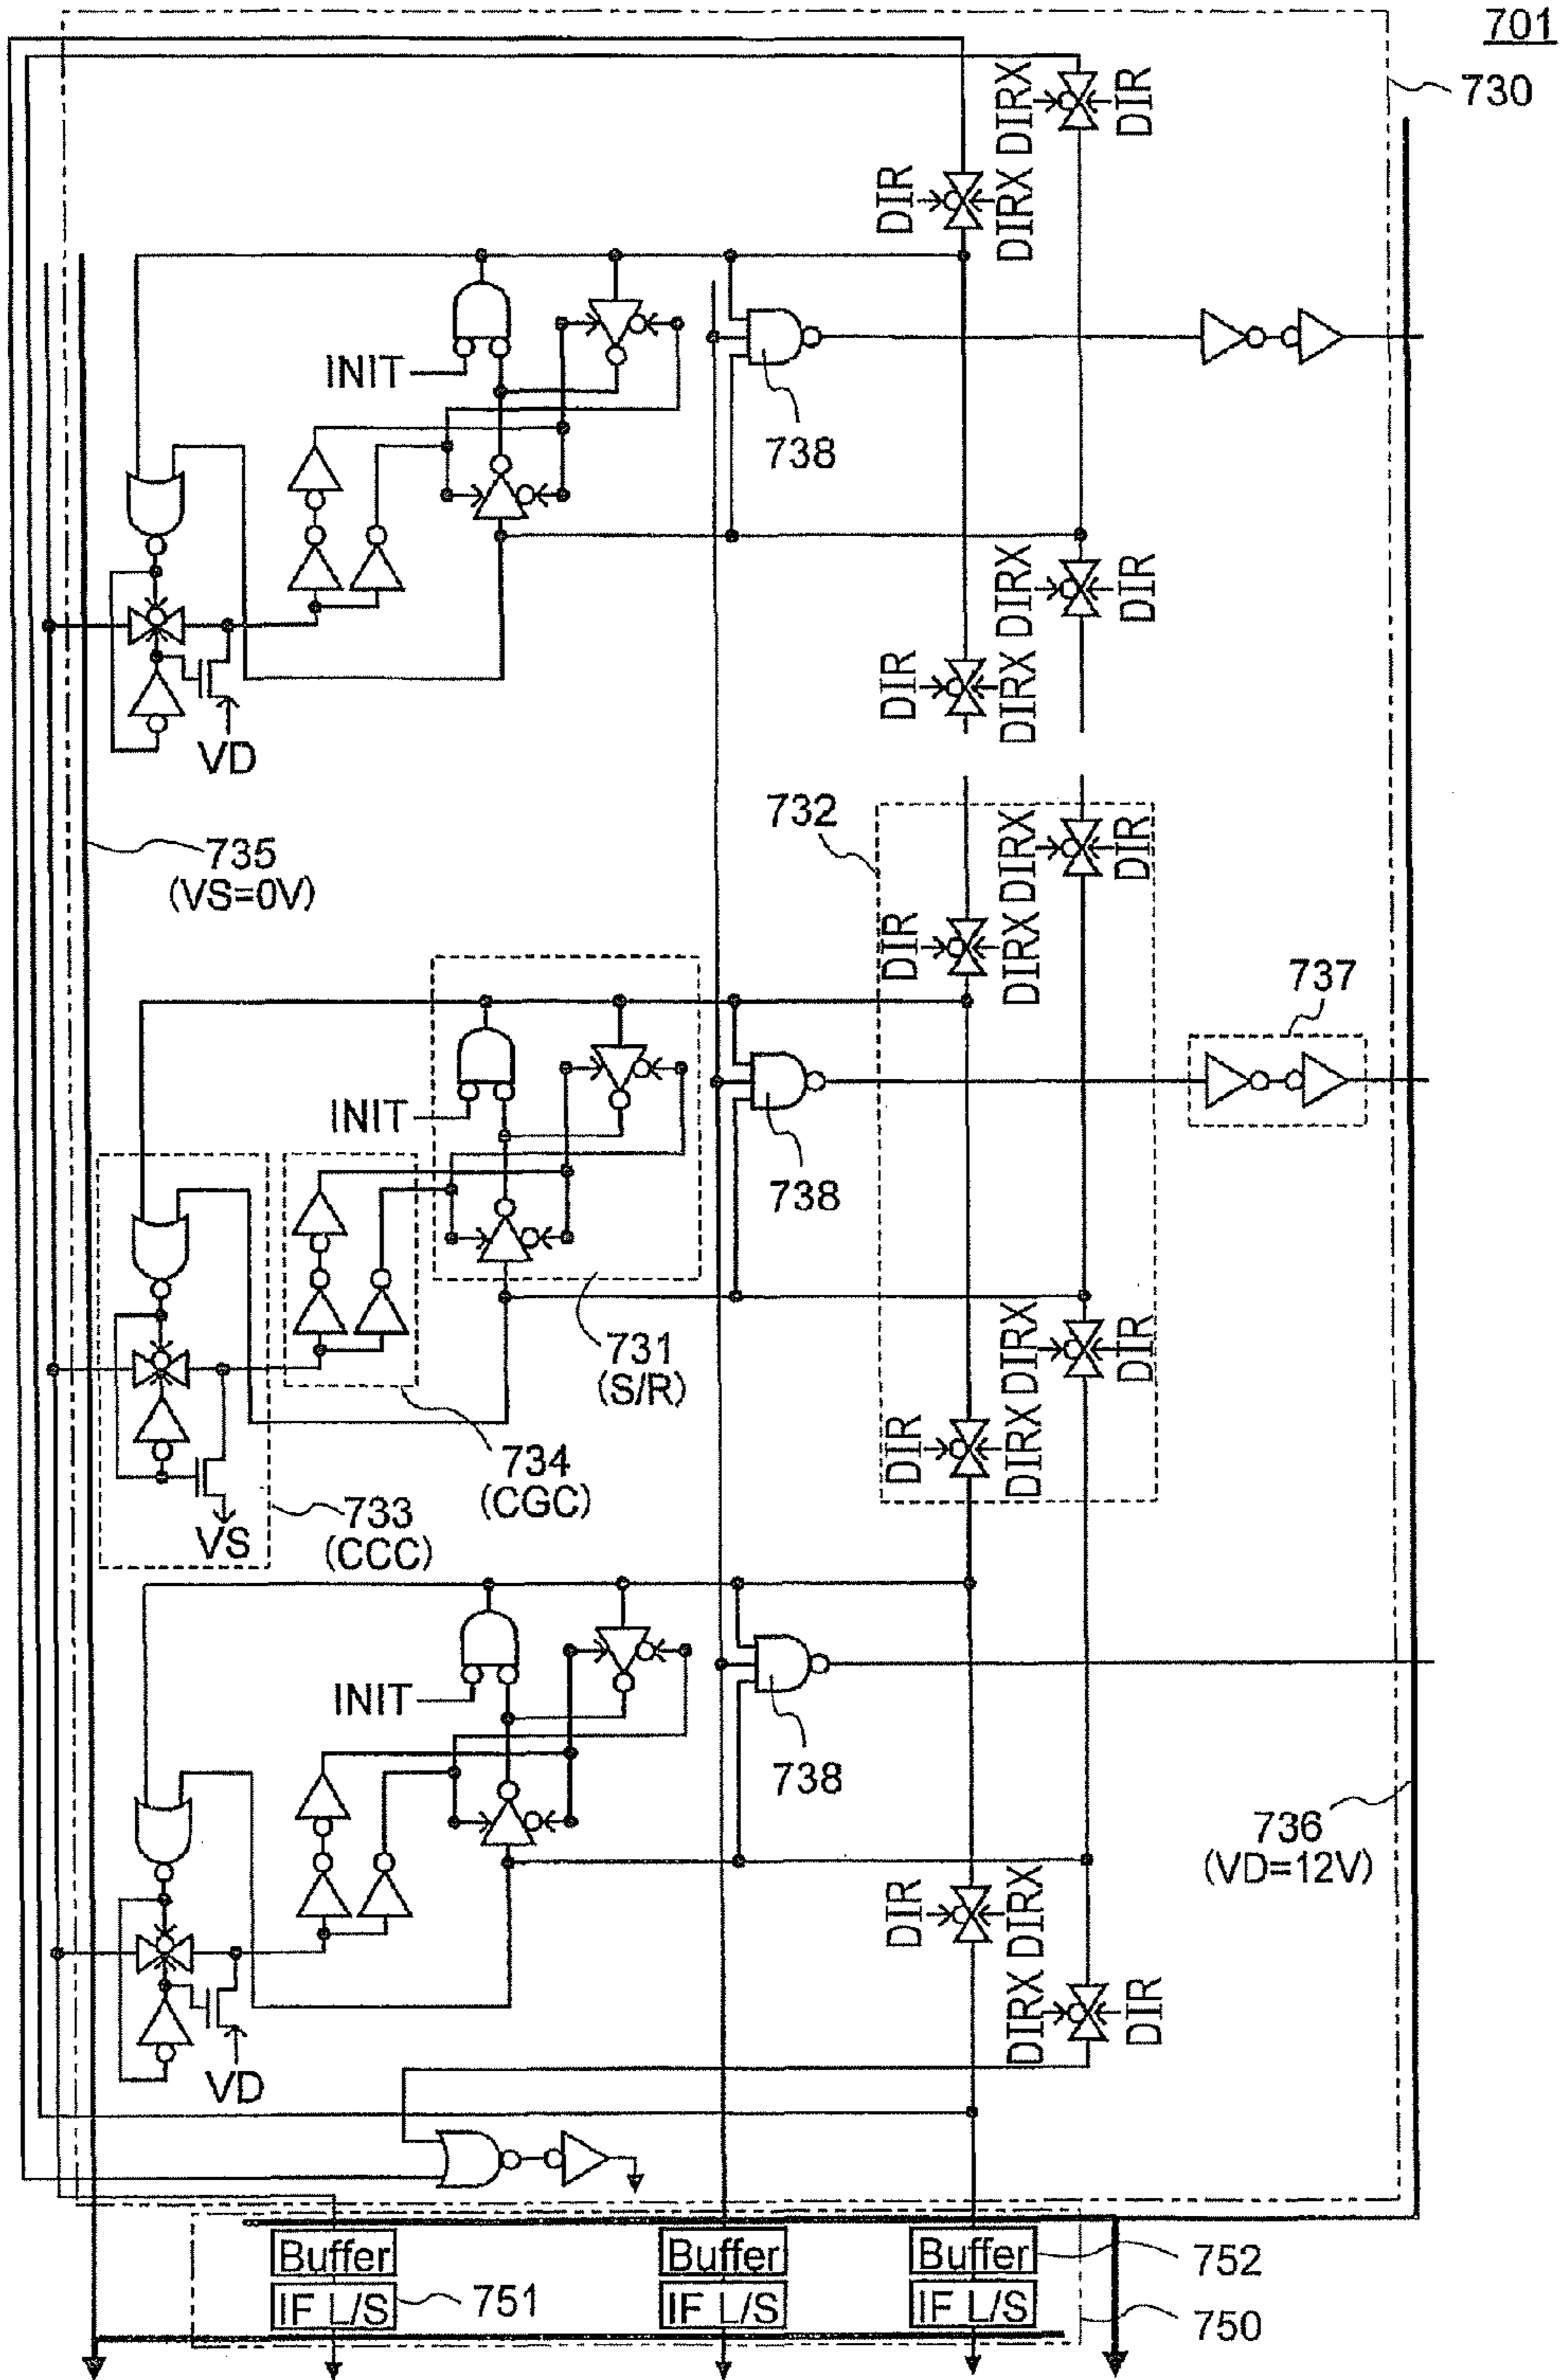 701
730
DIRX
DIR
DIR
DIRX
INIT
738
DIRX
DIR
DIR
DIRX
VD
735
(VS=0V)
732
DIRX
DIR
DIR
DIRX
737
INIT
738
731
(S/R)
DIRX
DIR
DIR
DIRX
734
(CGC)
733
(CCC)
VS
INIT
738
736
(VD=12V)
DIR
DIRX
DIRX
DIR
VD
Buffer
Buffer
Buffer
752
IF L/S
751
IF L/S
IF L/S
750